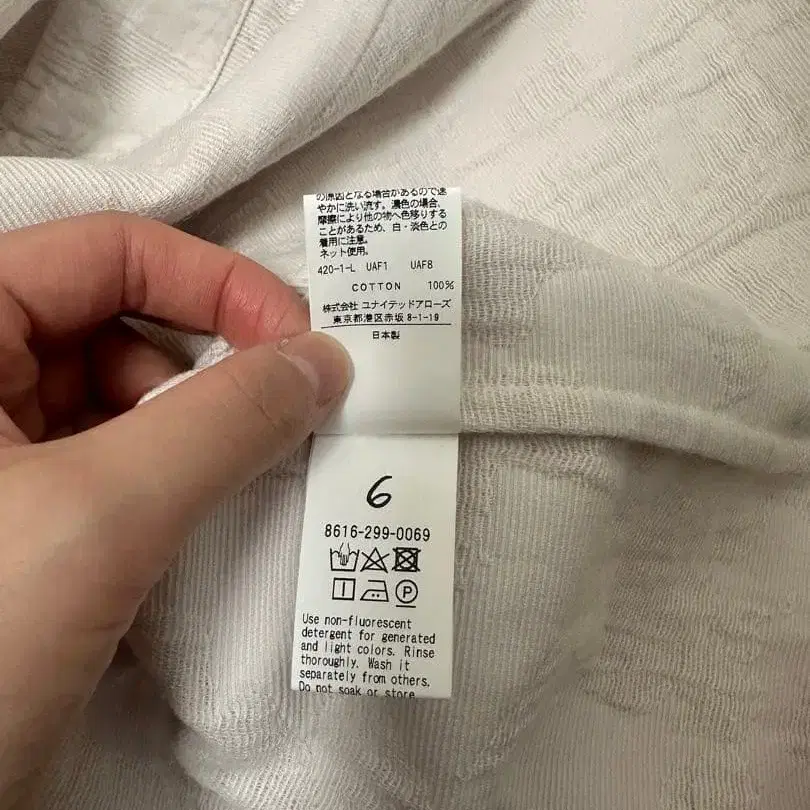 の原因となる場合があるので速
やかに洗い流す。濃色の場合、
摩擦により他の物へ色移りする
ことがあるため、白・淡色との
着用に注意。
ネット使用。
420-1-L UAF1 UAF8
COTTON 100%
株式会社 ユナイテッドアローズ
東京都港区赤坂 8-1-19
日本製
6
8616-299-0069
P
Use non-fluorescent
detergent for generated
and light colors. Rinse
thoroughly. Wash it
separately from others.
Do not soak or store